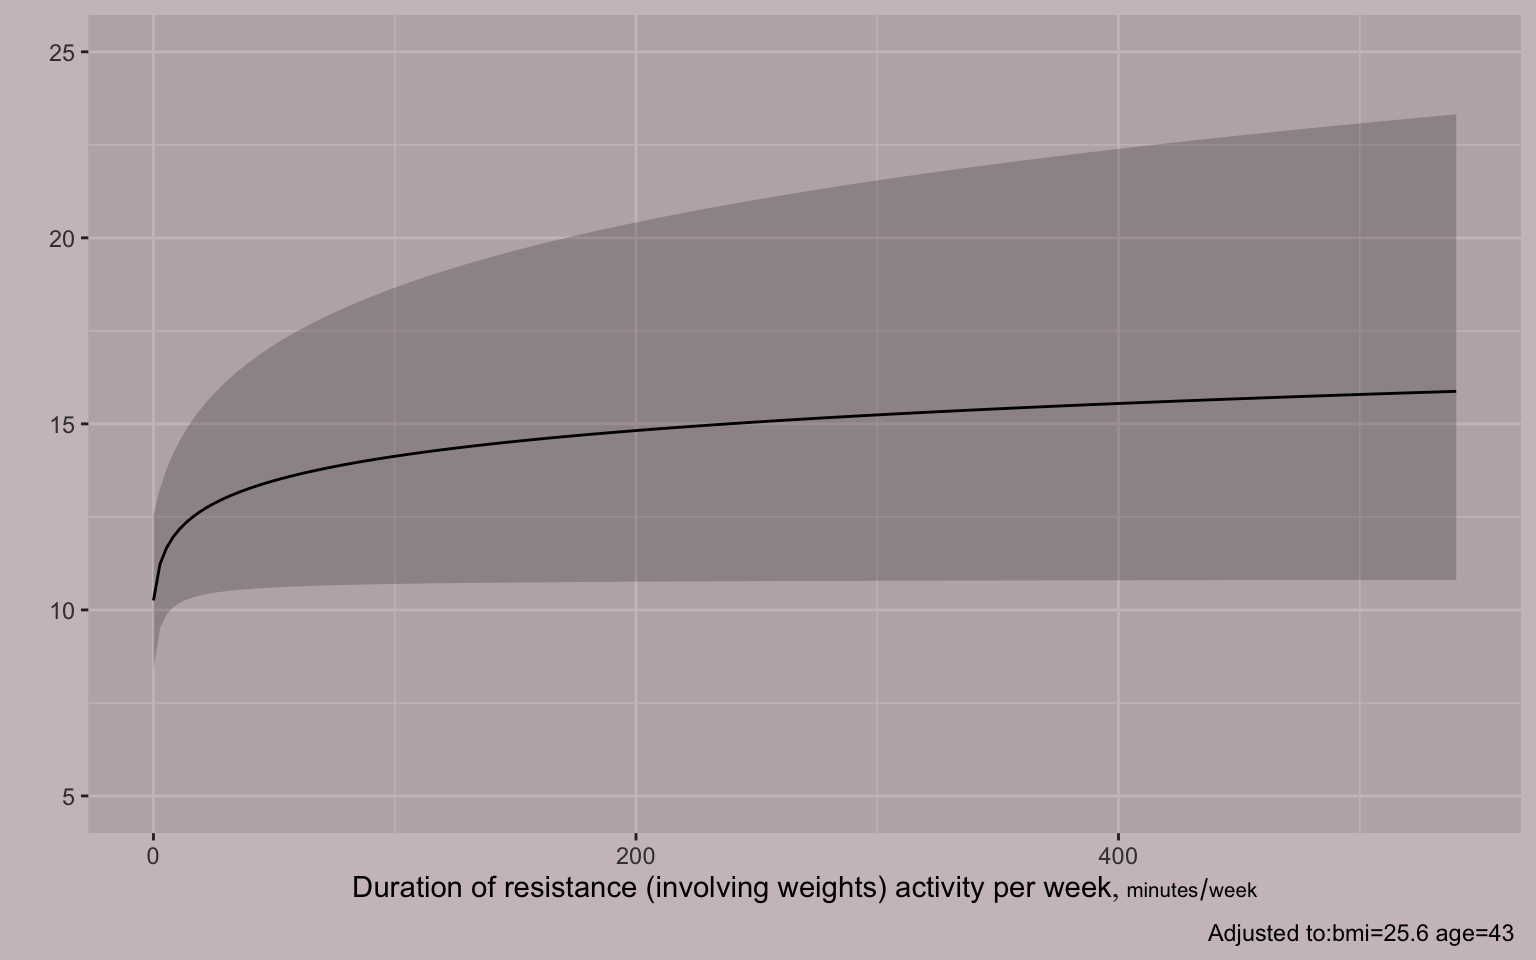 25
20
15
10
5
0 200 400
Duration of resistance (involving weights) activity per week, minutes/week
Adjusted to:bmi=25.6 age=43